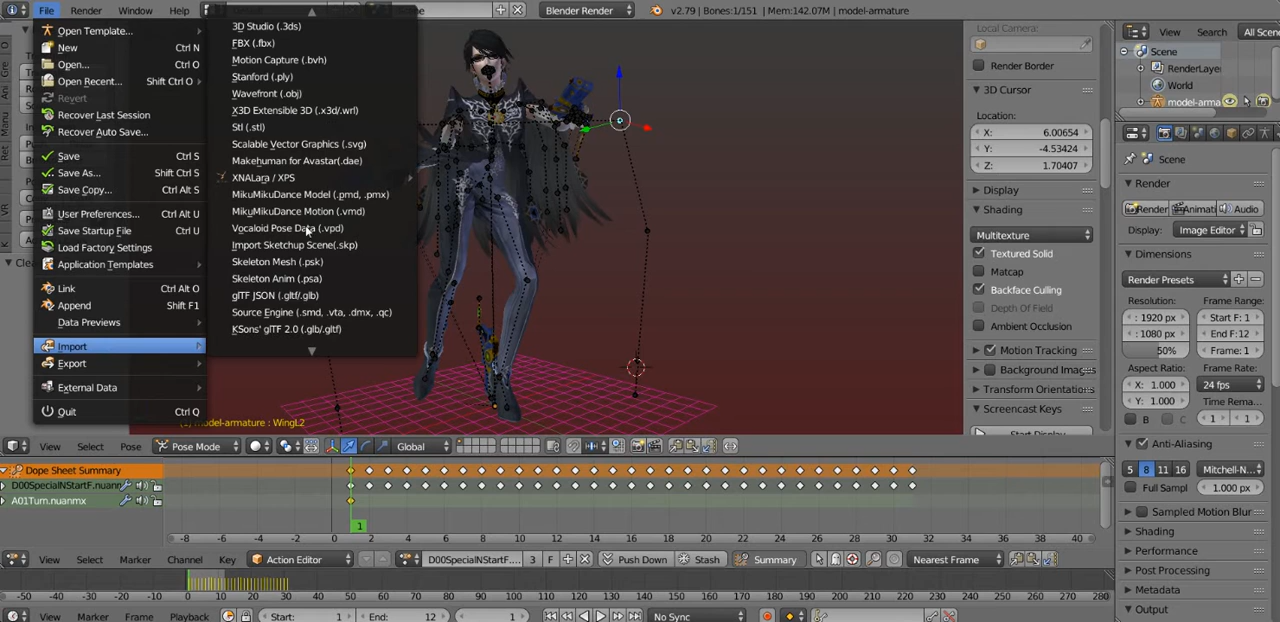 File Render Window Help
Blender Render
v2.79 | Bones:1/151 | Mem:142.07M | model-armature
Open Template...
New Ctrl N
Open... Ctrl O
Open Recent... Shift Ctrl O
Revert
Recover Last Session
Recover Auto Save...
Save Ctrl S
Save As... Shift Ctrl S
Save Copy... Ctrl Alt S
User Preferences... Ctrl Alt U
Save Startup File Ctrl U
Load Factory Settings
Application Templates
Link Ctrl Alt O
Append Shift F1
Data Previews
Import
Export
External Data
Quit Ctrl Q
3D Studio (.3ds)
FBX (.fbx)
Motion Capture (.bvh)
Stanford (.ply)
Wavefront (.obj)
X3D Extensible 3D (.x3d/.wrl)
Stl (.stl)
Scalable Vector Graphics (.svg)
Makehuman for Avastar(.dae)
XNALara / XPS
MikuMikuDance Model (.pmd, .pmx)
MikuMikuDance Motion (.vmd)
Vocaloid Pose Data (.vpd)
Import Sketchup Scene(.skp)
Skeleton Mesh (.psk)
Skeleton Anim (.psa)
glTF JSON (.gltf/.glb)
Source Engine (.smd, .vta, .dmx, .qc)
KSons' glTF 2.0 (.glb/.gltf)
(1) model-armature : WingL2
Local Camera:
Render Border
3D Cursor
Location:
X: 6.00654
Y: -4.53424
Z: 1.70407
Display
Shading
Multitexture
Textured Solid
Matcap
Backface Culling
Depth Of Field
Ambient Occlusion
Motion Tracking
Background Imag
Transform Orientation
Screencast Keys
Start Display
View Search All Scen
Scene
RenderLaye
World
model-arma
Scene
Render
Render Animati Audio
Display: Image Editor
Dimensions
Render Presets
Resolution: Frame Range:
: 1920 px Start F: 1
: 1080 px End F:12
50% Frame: 1
Aspect Ratio: Frame Rate:
X: 1.000 24 fps
Y: 1.000 Time Rema...
B C 1 1
Anti-Aliasing
5 8 11 16 Mitchell-N...
Full Sampl 1.000 px
Sampled Motion Blur
Shading
Performance
Post Processing
Metadata
Output
View Select Pose Pose Mode Global
Dope Sheet Summary
D00SpecialNStartF.nuanm
A01Turn.nuanmx
1
-8 -6 -4 -2 0 2 4 6 8 10 12 14 16 18 20 22 24 26 28 30 32 34 36 38 40
View Select Marker Channel Key Action Editor D00SpecialNStartF.... 3 F Push Down Stash Summary Nearest Frame
-50 -40 -30 -20 -10 0 10 20 30 40 50 60 70 80 90 100 110 120 130 140 150 160 170 180 190 200 210 220 230 240 250 260 270 280
View Marker Frame Playback Start: 1 End: 12 1 No Sync